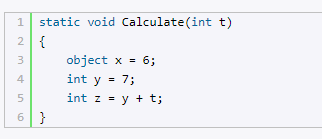 1 static void Calculate(int t)
2 {
3     object x = 6;
4     int y = 7;
5     int z = y + t;
6 }